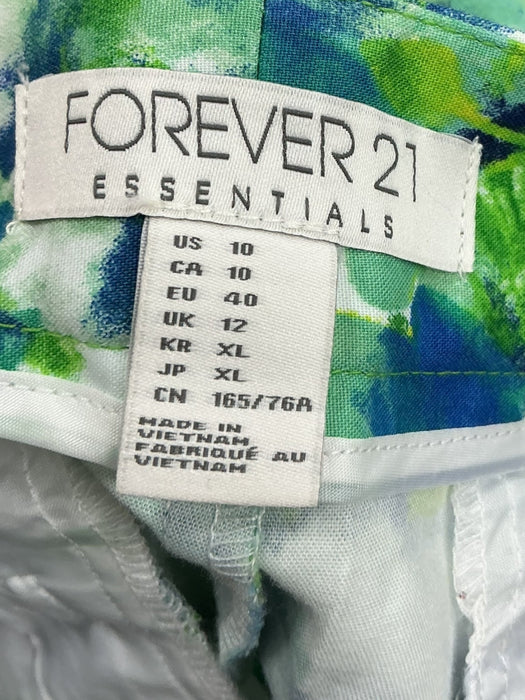 FOREVER 21
ESSENTIALS
US 10
CA 10
EU 40
UK 12
KR XL
JP XL
CN 165/76A
MADE IN
VIETNAM
FABRIQUÉ AU
VIETNAM